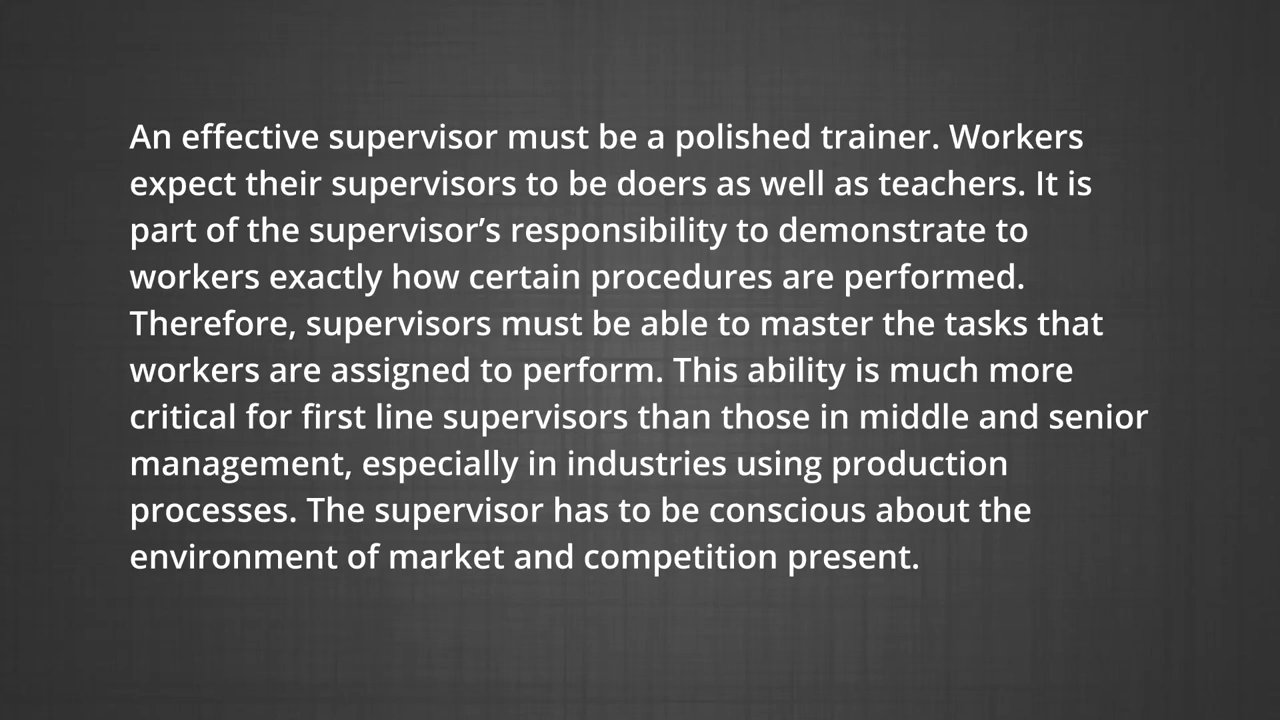 An effective supervisor must be a polished trainer. Workers
expect their supervisors to be doers as well as teachers. It is
part of the supervisor’s responsibility to demonstrate to
workers exactly how certain procedures are performed.
Therefore, supervisors must be able to master the tasks that
workers are assigned to perform. This ability is much more
critical for first line supervisors than those in middle and senior
management, especially in industries using production
processes. The supervisor has to be conscious about the
environment of market and competition present.